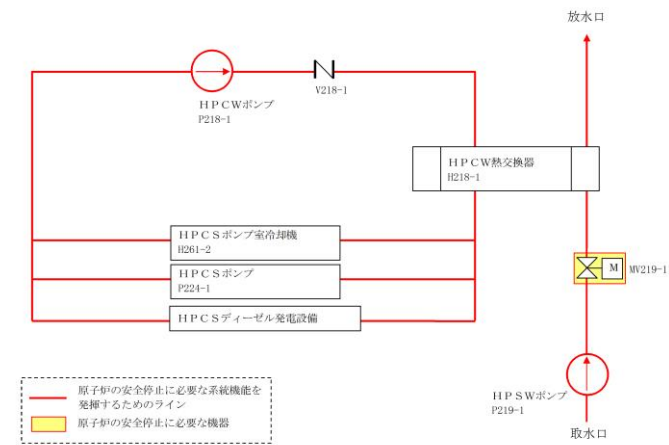 放水口
HPCWポンプ
P218-1
V218-1
HPCW熱交換器
H218-1
HPCSポンプ室冷却機
H261-2
HPCSポンプ
P224-1
HPCSディーゼル発電設備
M
MV219-1
HPSWポンプ
P219-1
取水口
原子炉の安全停止に必要な系統機能を
発揮するためのライン
原子炉の安全停止に必要な機器